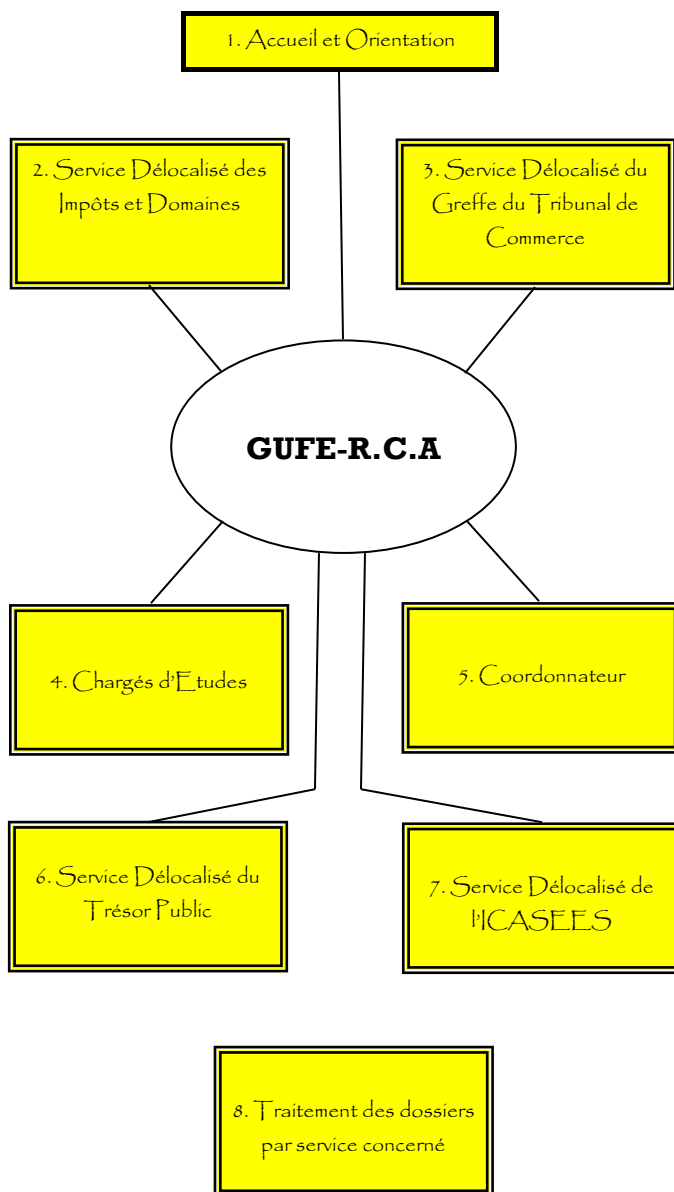 1. Accueil et Orientation
2. Service Délocalisé des
Impôts et Domaines
3. Service Délocalisé du
Greffe du Tribunal de
Commerce
GUFE-R.C.A
4. Chargés d'Etudes
5. Coordonnateur
6. Service Délocalisé du
Trésor Public
7. Service Délocalisé de
l'ICASEES
8. Traitement des dossiers
par service concerné